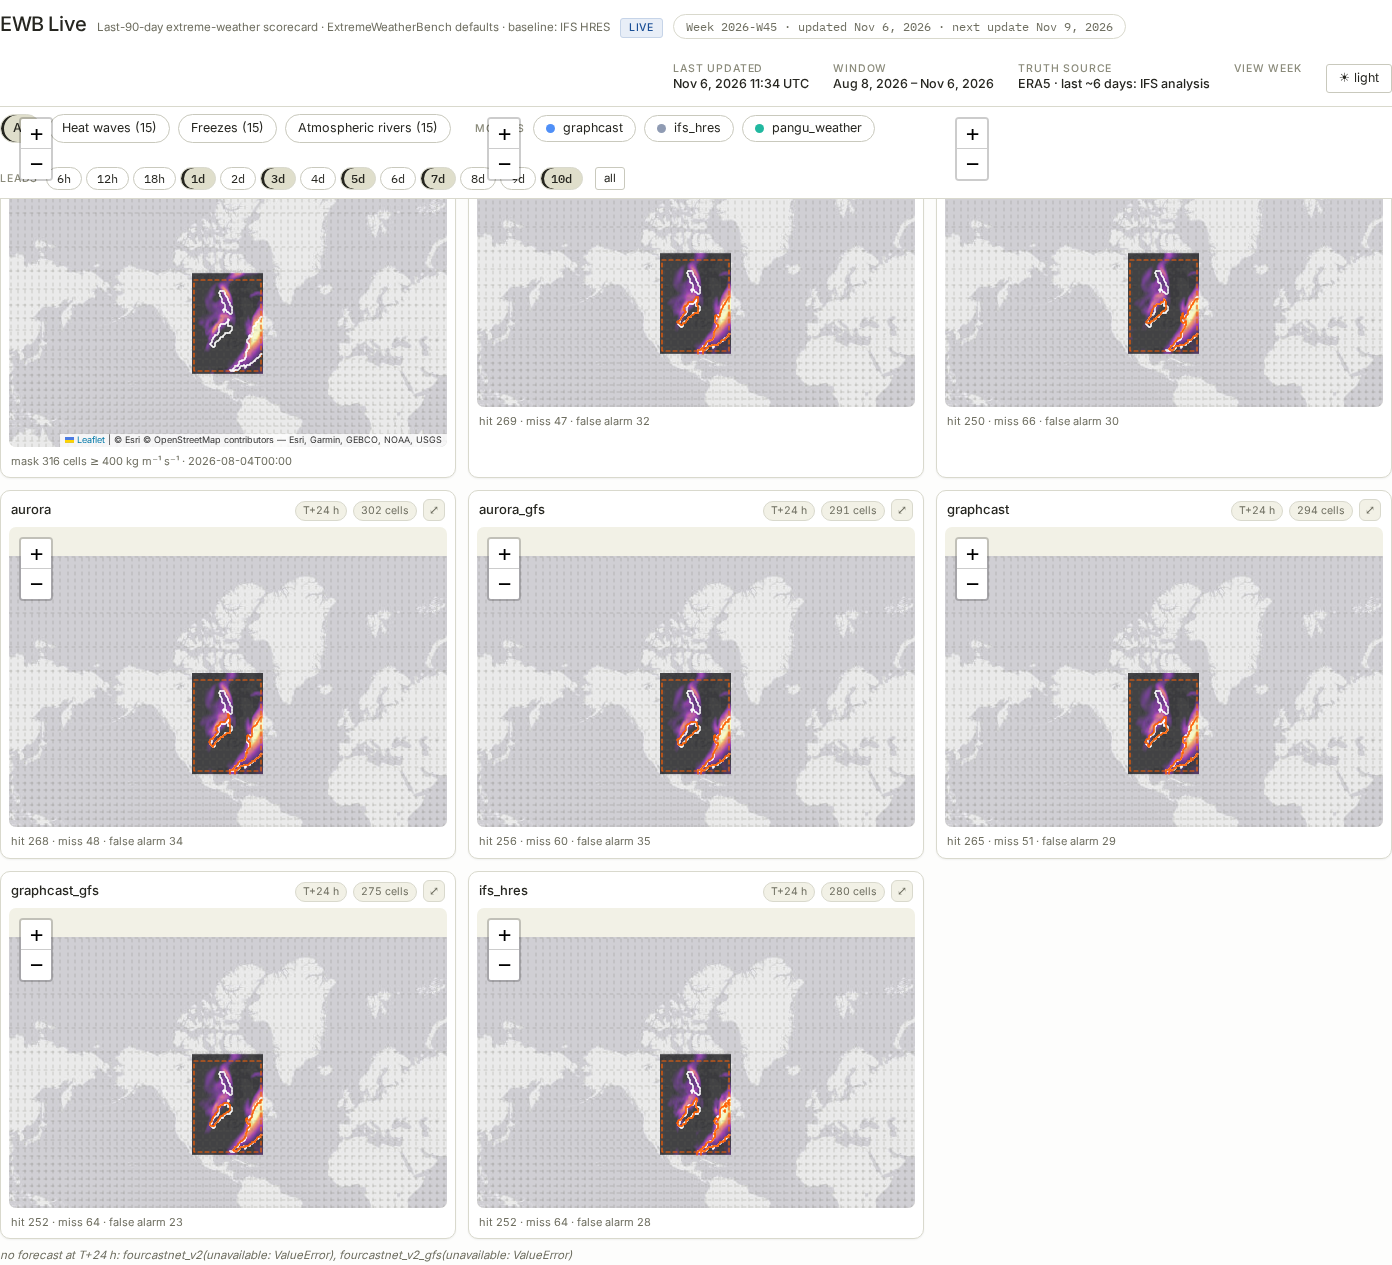 EWB Live Last-90-day extreme-weather scorecard · ExtremeWeatherBench defaults · baseline: IFS HRES LIVE Week 2026-W45 · updated Nov 6, 2026 · next update Nov 9, 2026
LAST UPDATED WINDOW TRUTH SOURCE VIEW WEEK
Nov 6, 2026 11:34 UTC Aug 8, 2026 – Nov 6, 2026 ERA5 · last ~6 days: IFS analysis ☀ light
Heat waves (15) Freezes (15) Atmospheric rivers (15) graphcast ifs_hres pangu_weather
+ + +
− − −
6h 12h 18h 1d 2d 3d 4d 5d 6d 7d 8d 9d 10d all
Leaflet | © Esri © OpenStreetMap contributors — Esri, Garmin, GEBCO, NOAA, USGS
mask 316 cells ≥ 400 kg m⁻¹ s⁻¹ · 2026-08-04T00:00
hit 269 · miss 47 · false alarm 32
hit 250 · miss 66 · false alarm 30
aurora T+24 h 302 cells ⤢
+
−
hit 268 · miss 48 · false alarm 34
aurora_gfs T+24 h 291 cells ⤢
+
−
hit 256 · miss 60 · false alarm 35
graphcast T+24 h 294 cells ⤢
+
−
hit 265 · miss 51 · false alarm 29
graphcast_gfs T+24 h 275 cells ⤢
+
−
hit 252 · miss 64 · false alarm 23
ifs_hres T+24 h 280 cells ⤢
+
−
hit 252 · miss 64 · false alarm 28
no forecast at T+24 h: fourcastnet_v2(unavailable: ValueError), fourcastnet_v2_gfs(unavailable: ValueError)